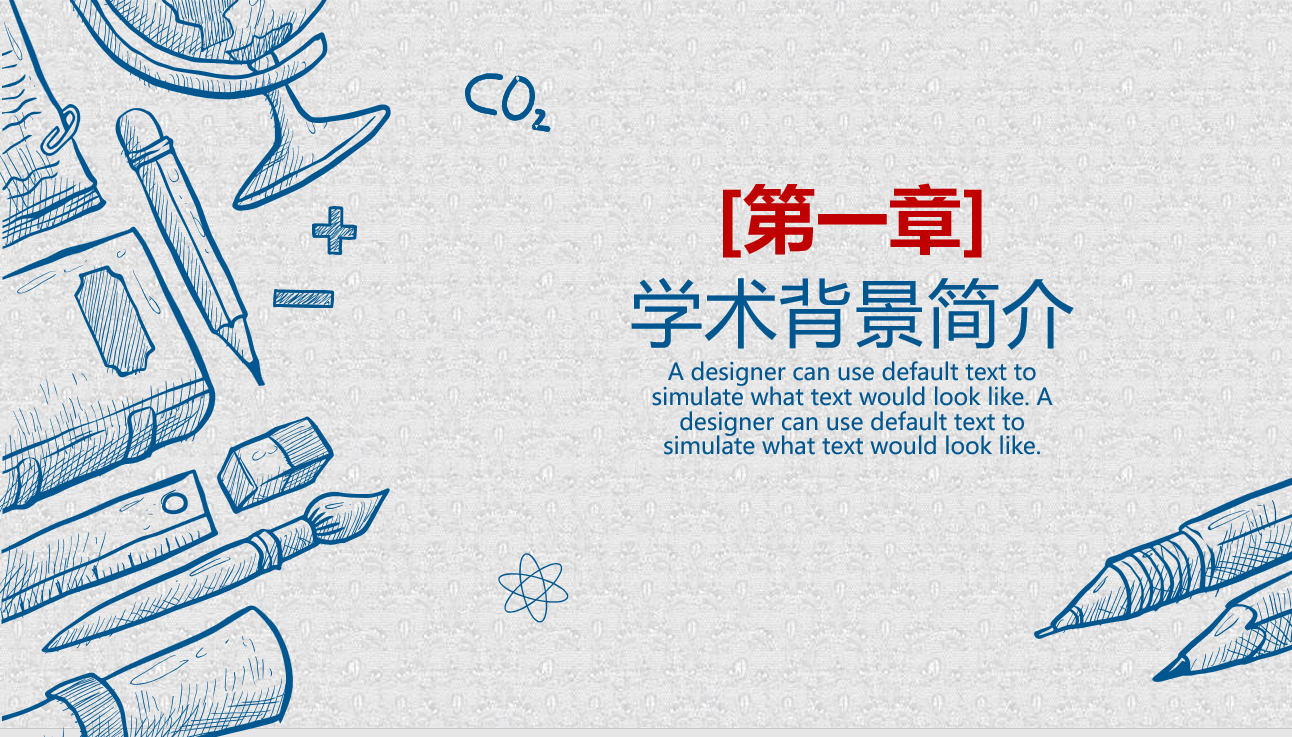 CO₂
[第一章]
学术背景简介
A designer can use default text to
simulate what text would look like. A
designer can use default text to
simulate what text would look like.